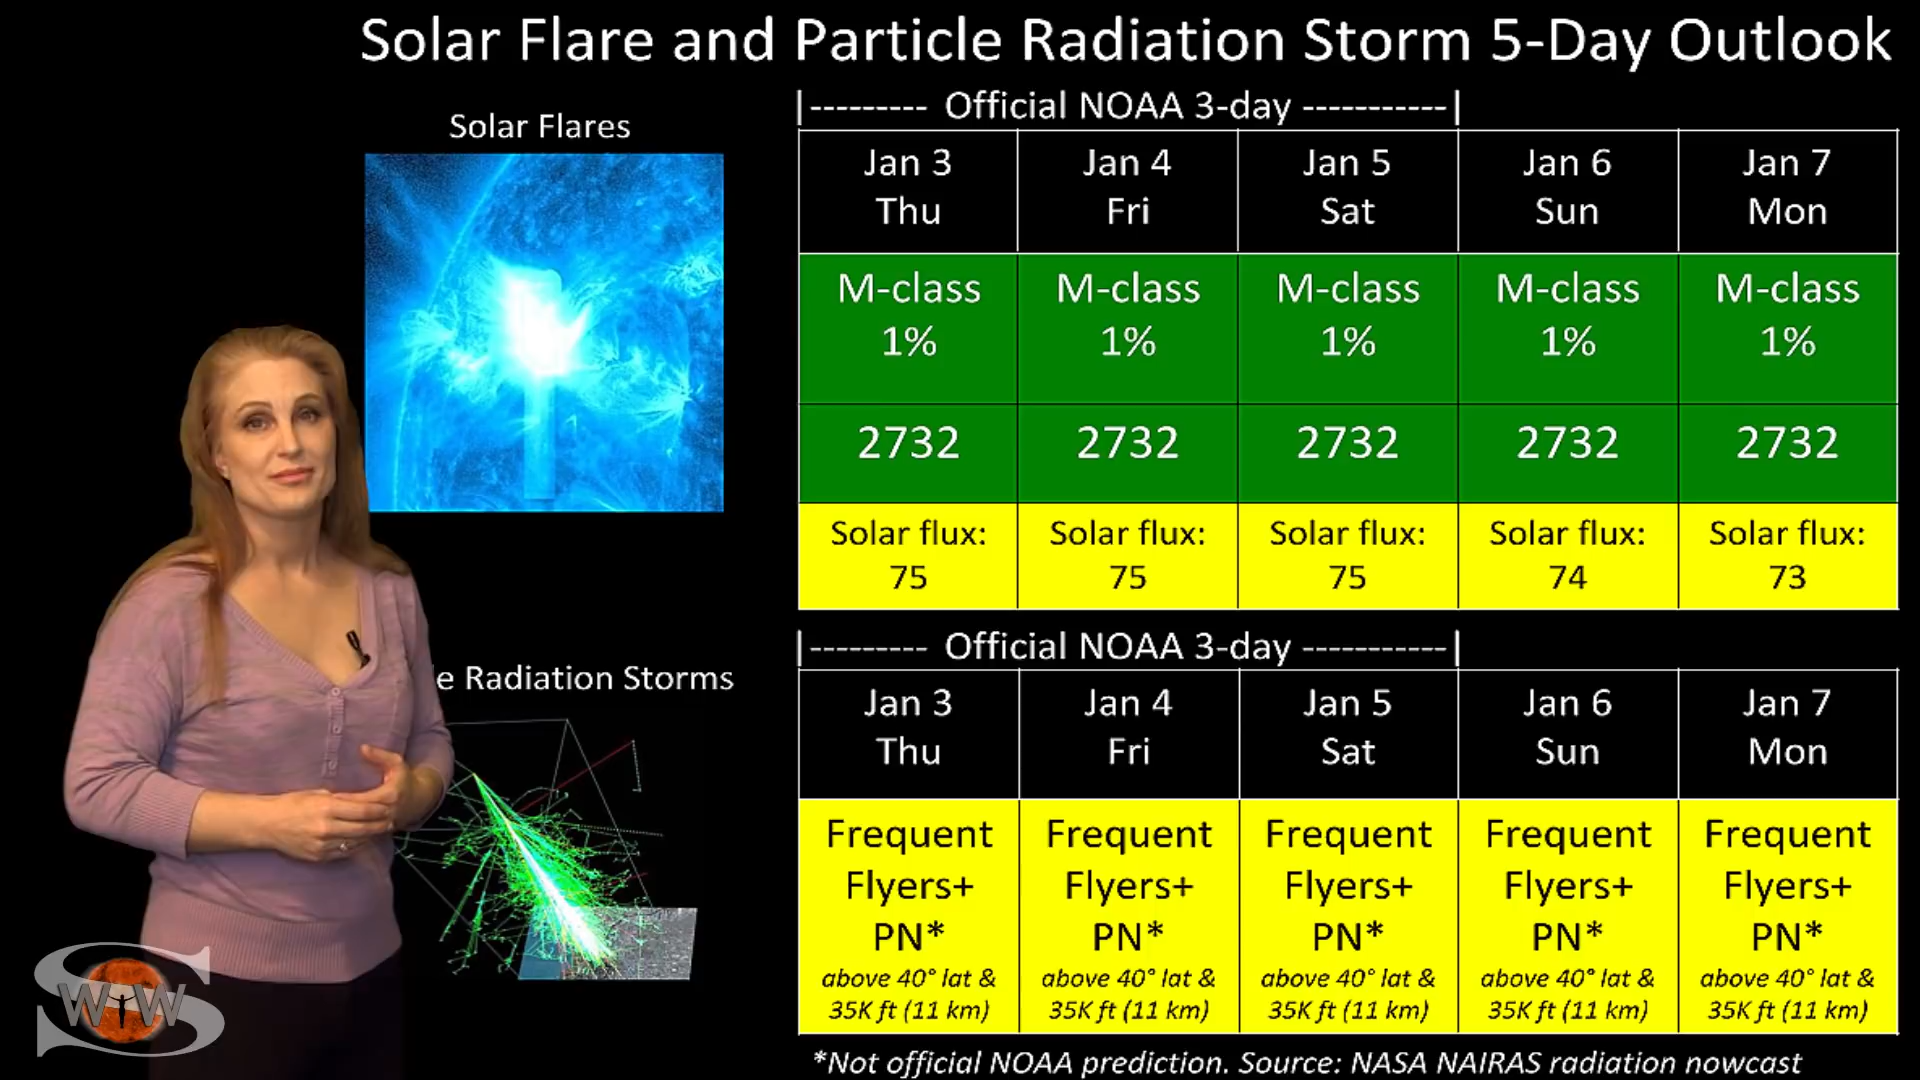 Solar Flare and Particle Radiation Storm 5-Day Outlook
Solar Flares
|--------- Official NOAA 3-day -----------|
Jan 3 Jan 4 Jan 5 Jan 6 Jan 7
Thu Fri Sat Sun Mon
M-class M-class M-class M-class M-class
1% 1% 1% 1% 1%
2732 2732 2732 2732 2732
Solar flux: Solar flux: Solar flux: Solar flux: Solar flux:
75 75 75 74 73
e Radiation Storms
|--------- Official NOAA 3-day -----------|
Jan 3 Jan 4 Jan 5 Jan 6 Jan 7
Thu Fri Sat Sun Mon
Frequent Frequent Frequent Frequent Frequent
Flyers+ Flyers+ Flyers+ Flyers+ Flyers+
PN* PN* PN* PN* PN*
above 40° lat & above 40° lat & above 40° lat & above 40° lat & above 40° lat &
35K ft (11 km) 35K ft (11 km) 35K ft (11 km) 35K ft (11 km) 35K ft (11 km)
*Not official NOAA prediction. Source: NASA NAIRAS radiation nowcast
S
WTW